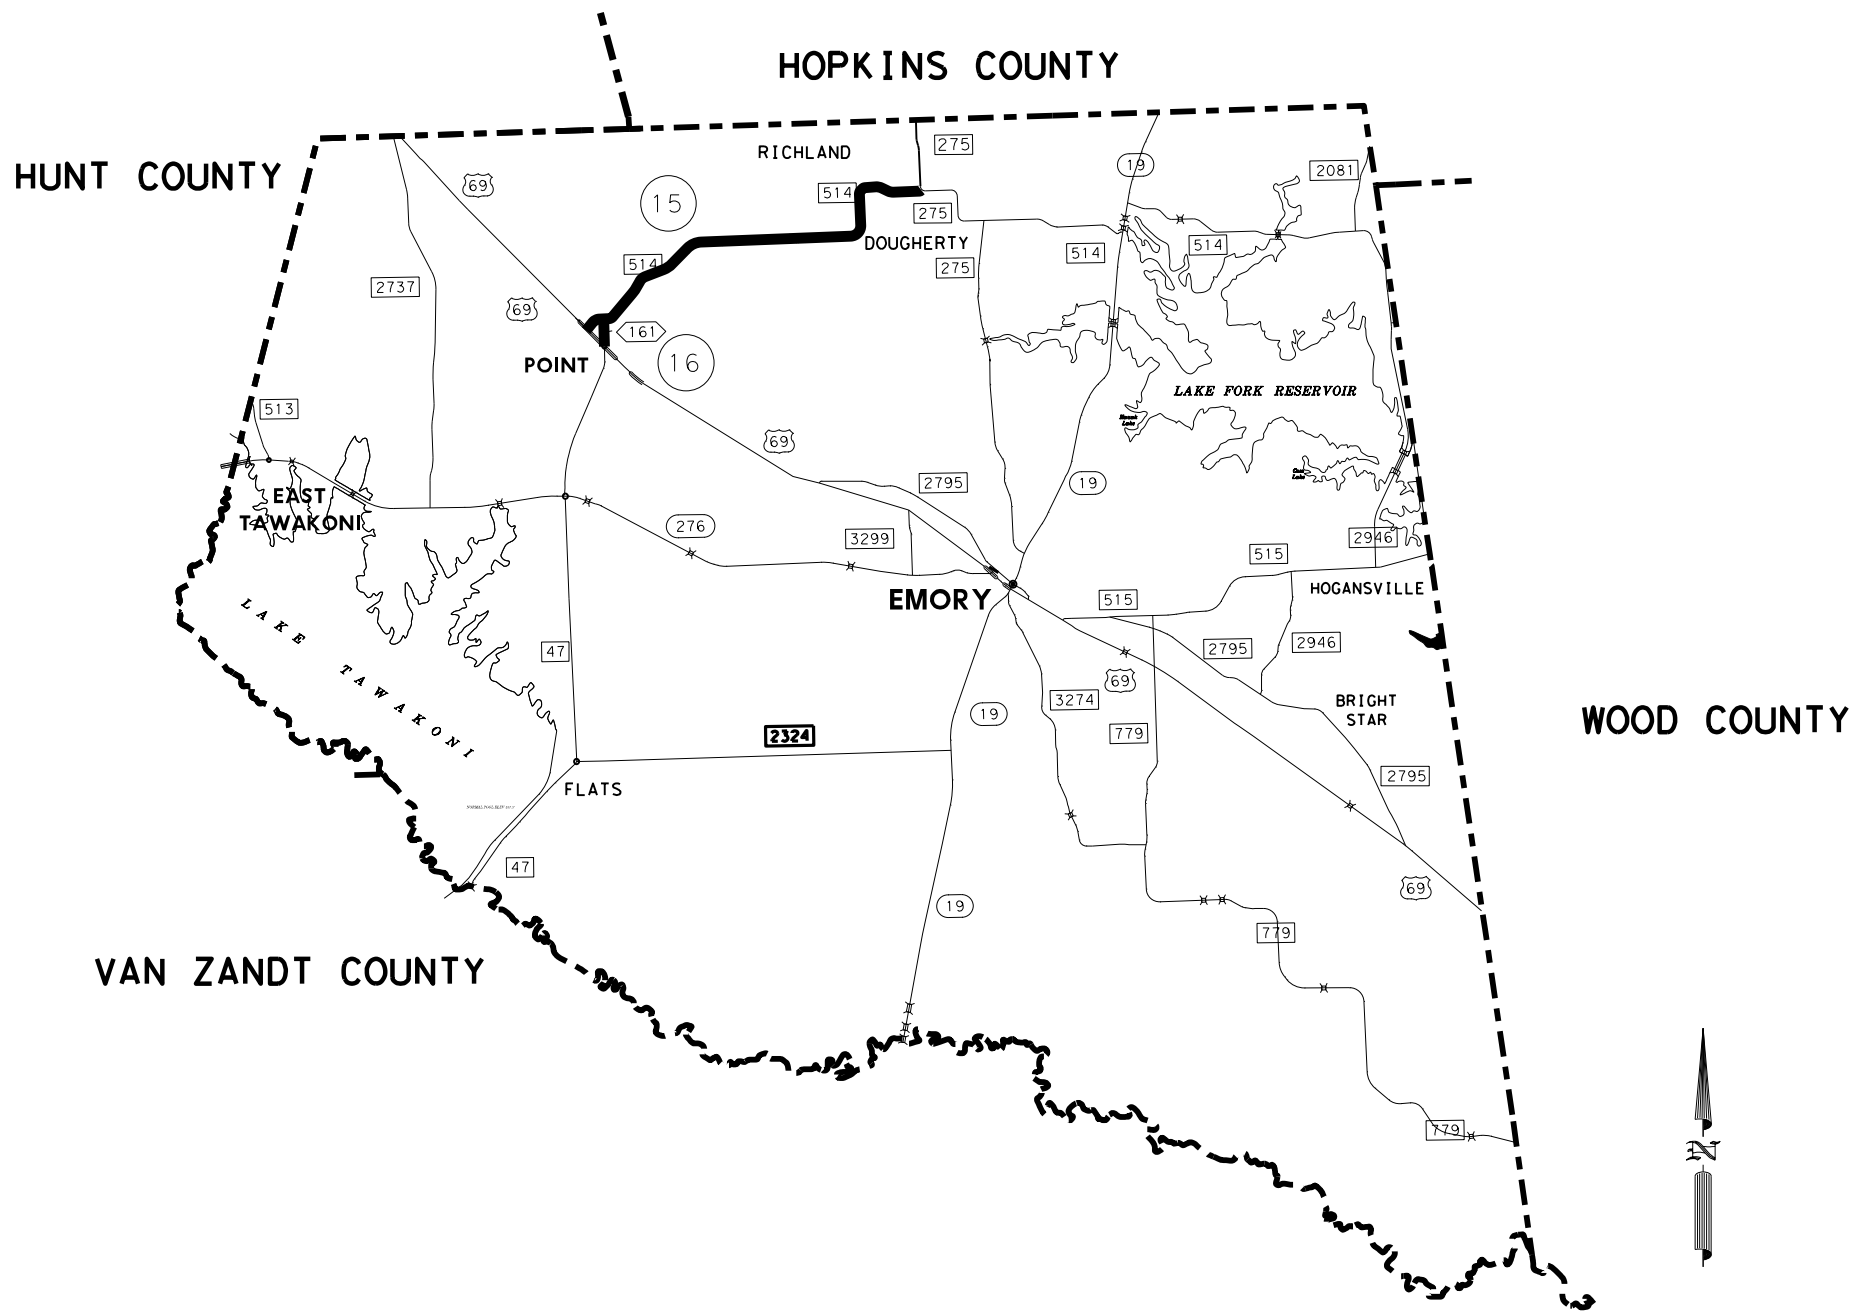 HOPKINS COUNTY
HUNT COUNTY
RICHLAND
275
19
2081
69
15
514
275
DOUGHERTY
514
514
514
275
2737
69
161
16
POINT
LAKE FORK RESERVOIR
513
69
2795
19
EAST
TAWAKONI
276
3299
2946
515
HOGANSVILLE
EMORY
515
LAKE TAWAKONI
47
2795
2946
69
3274
BRIGHT
STAR
19
779
2324
WOOD COUNTY
2795
FLATS
47
69
19
779
VAN ZANDT COUNTY
779
N